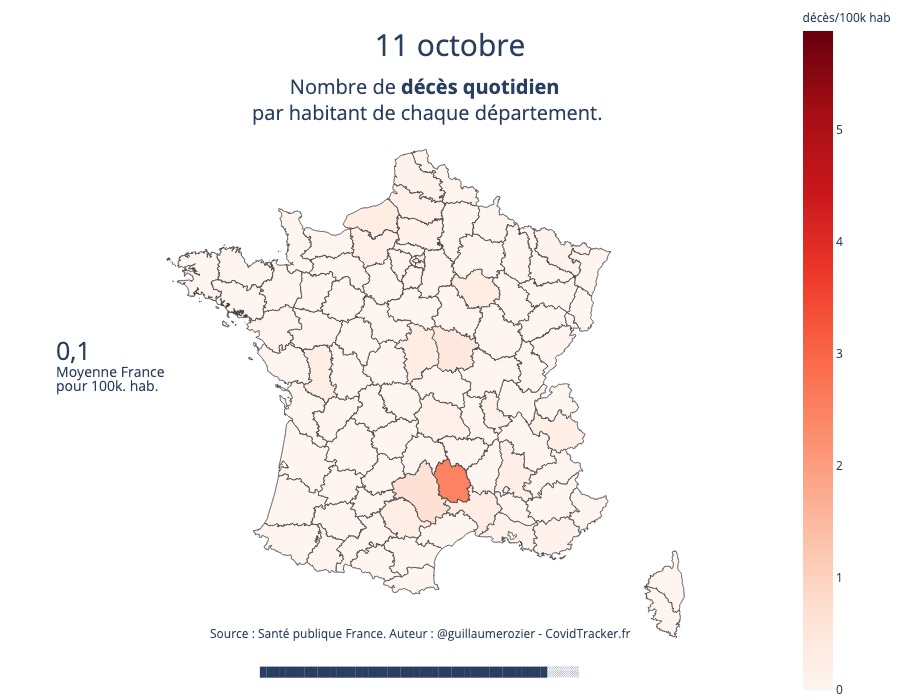 décès/100k hab
11 octobre
Nombre de décès quotidien
par habitant de chaque département.
5
4
3
2
1
0
0,1
Moyenne France
pour 100k. hab.
Source : Santé publique France. Auteur : @guillaumerozier - CovidTracker.fr